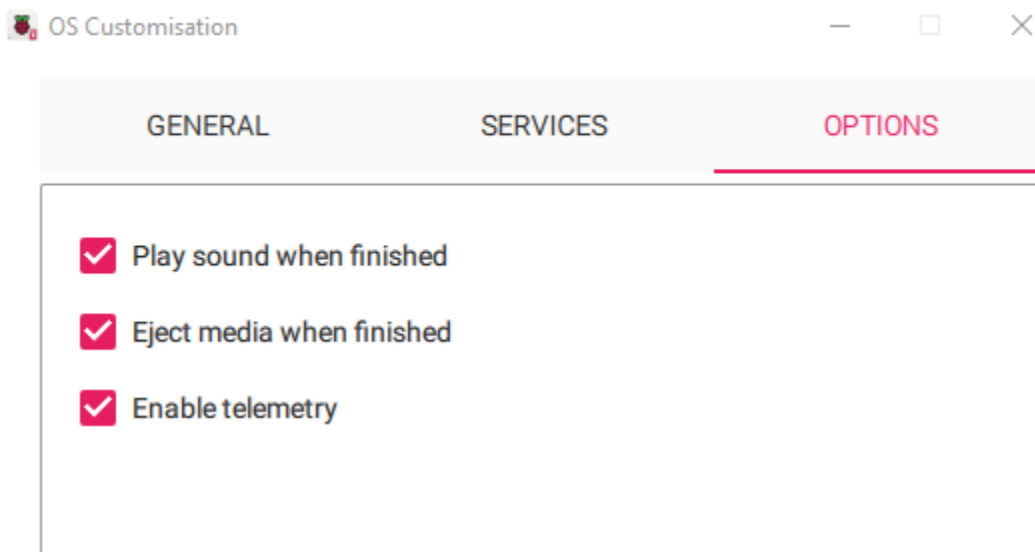 OS Customisation
GENERAL SERVICES OPTIONS
Play sound when finished
Eject media when finished
Enable telemetry